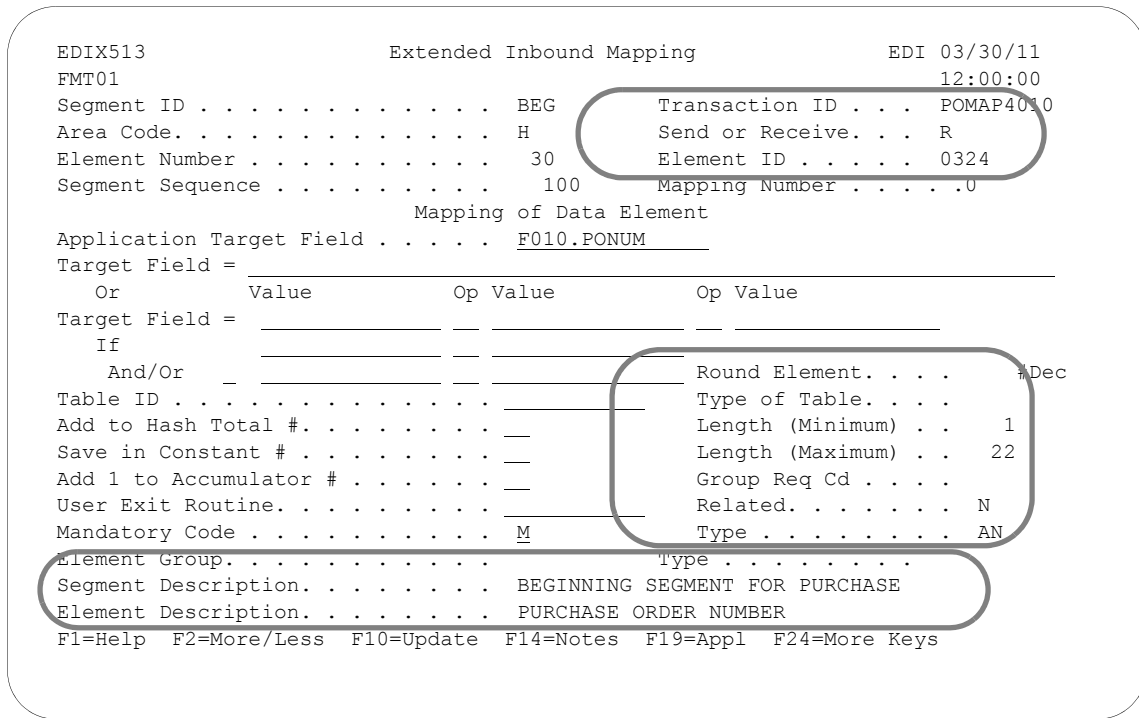 EDIX513 Extended Inbound Mapping EDI 03/30/11
FMT01 12:00:00
Segment ID . . . . . . . . . . . . . BEG Transaction ID . . . POMAP4010
Area Code. . . . . . . . . . . . . . H Send or Receive. . . R
Element Number . . . . . . . . . . 30 Element ID . . . . . 0324
Segment Sequence . . . . . . . . . 100 Mapping Number . . . . .0
Mapping of Data Element
Application Target Field . . . . . F010.PONUM
Target Field =
Or Value Op Value Op Value
Target Field =
If
And/Or Round Element. . . . #Dec
Table ID . . . . . . . . . . . . . Type of Table. . . .
Add to Hash Total #. . . . . . . . Length (Minimum) . . 1
Save in Constant # . . . . . . . . Length (Maximum) . . 22
Add 1 to Accumulator # . . . . . . Group Req Cd . . . .
User Exit Routine. . . . . . . . . Related. . . . . . . N
Mandatory Code . . . . . . . . . . M Type . . . . . . . . AN
Element Group. . . . . . . . . . . Type . . . . . . . .
Segment Description. . . . . . . . BEGINNING SEGMENT FOR PURCHASE
Element Description. . . . . . . . PURCHASE ORDER NUMBER
F1=Help F2=More/Less F10=Update F14=Notes F19=Appl F24=More Keys